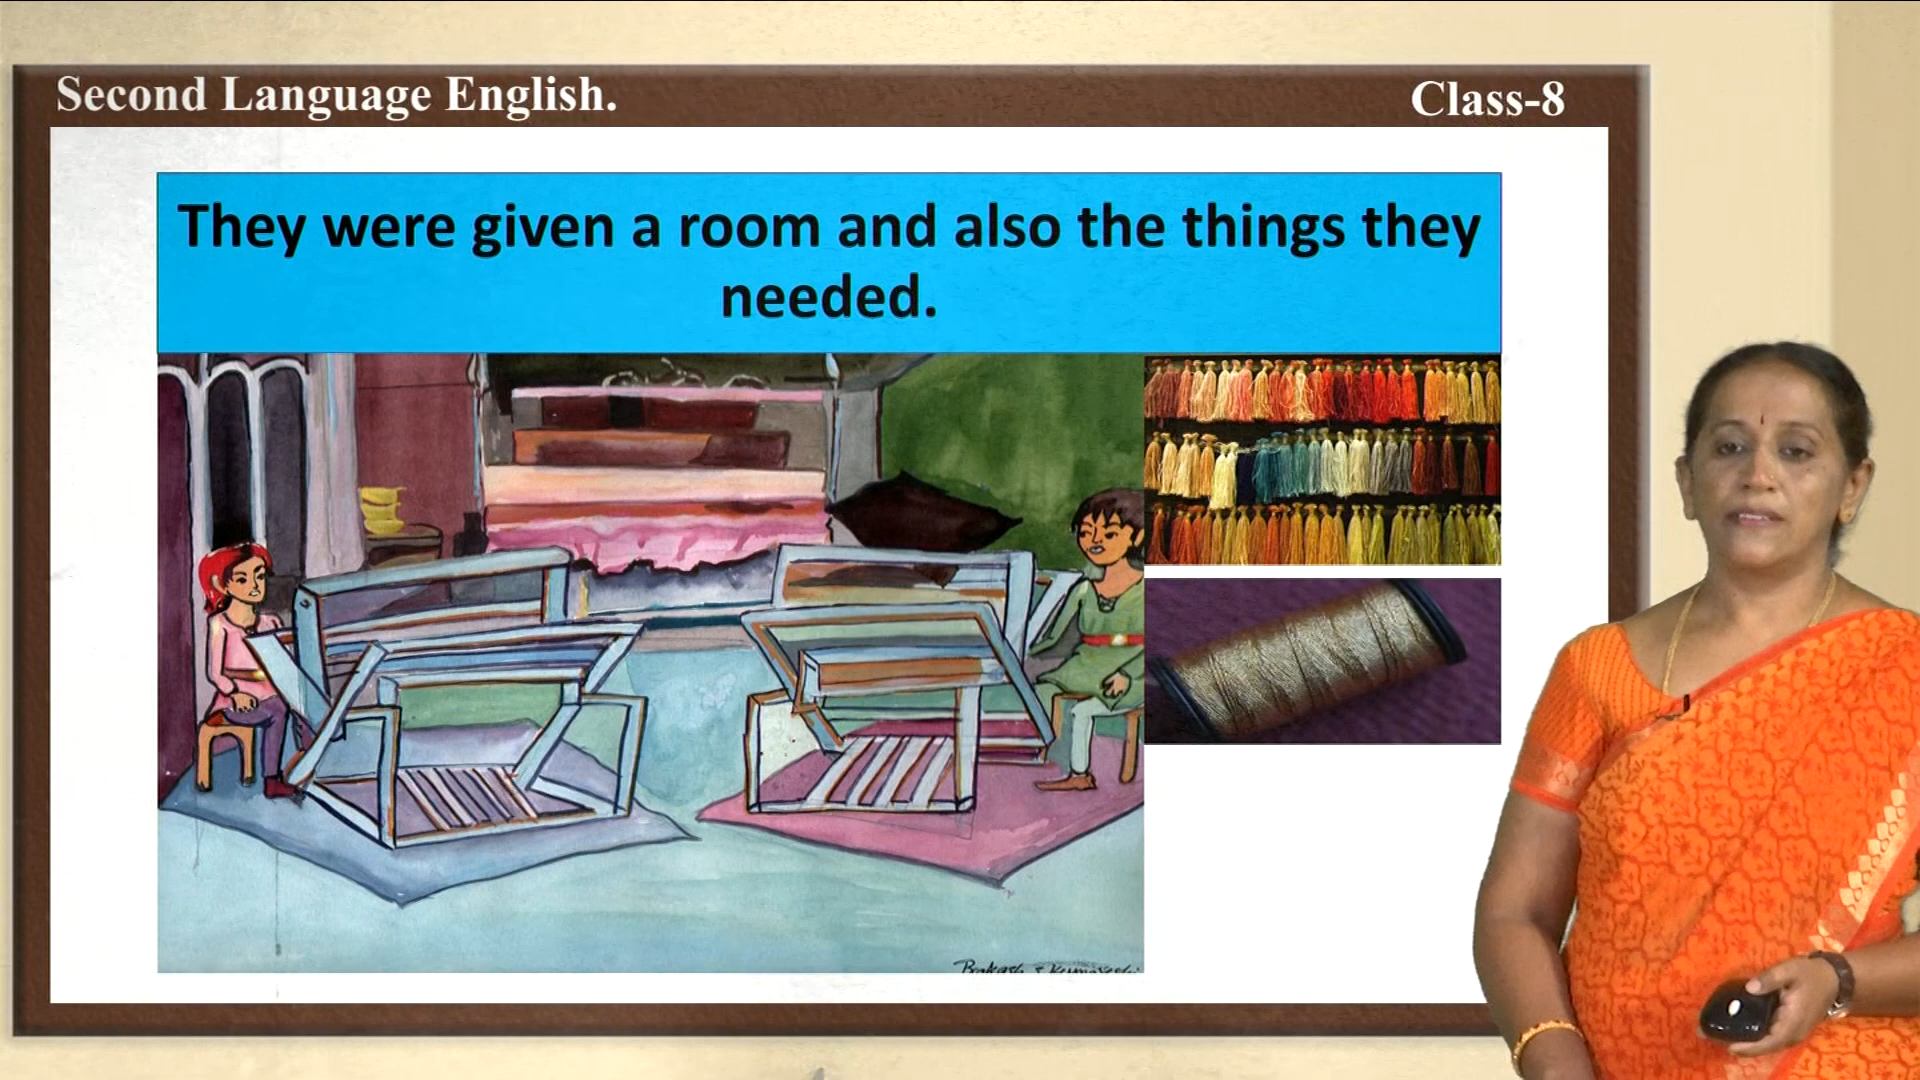 Second Language English.
Class-8
They were given a room and also the things they
needed.